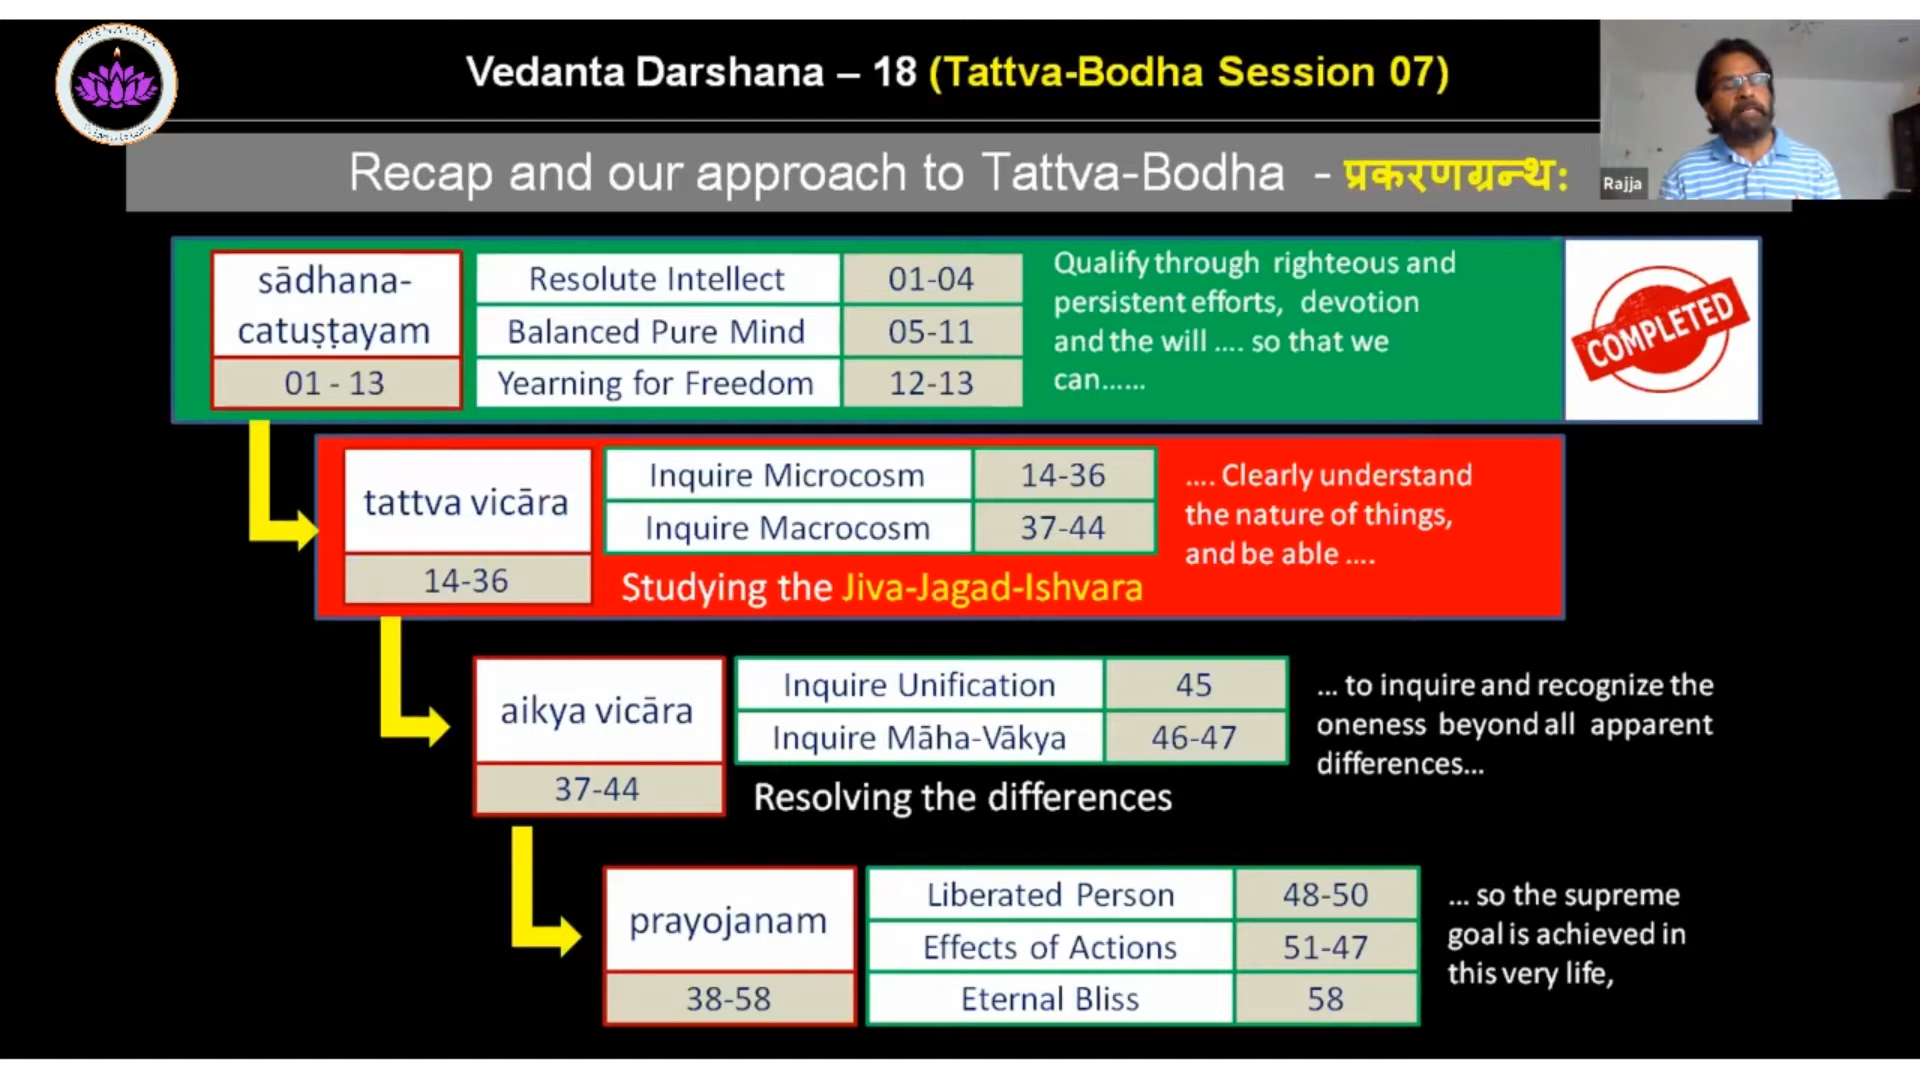 Vedanta Darshana – 18 (Tattva-Bodha Session 07)
Rajja
Recap and our approach to Tattva-Bodha - प्रकरणग्रन्थः
sādhana-
catuṣṭayam
01 - 13
Resolute Intellect 01-04
Balanced Pure Mind 05-11
Yearning for Freedom 12-13
Qualify through righteous and
persistent efforts, devotion
and the will .... so that we
can......
COMPLETED
tattva vicāra
14-36
Inquire Microcosm 14-36
Inquire Macrocosm 37-44
Studying the Jiva-Jagad-Ishvara
.... Clearly understand
the nature of things,
and be able ....
aikya vicāra
37-44
Inquire Unification 45
Inquire Māha-Vākya 46-47
Resolving the differences
... to inquire and recognize the
oneness beyond all apparent
differences...
prayojanam
38-58
Liberated Person 48-50
Effects of Actions 51-47
Eternal Bliss 58
... so the supreme
goal is achieved in
this very life,